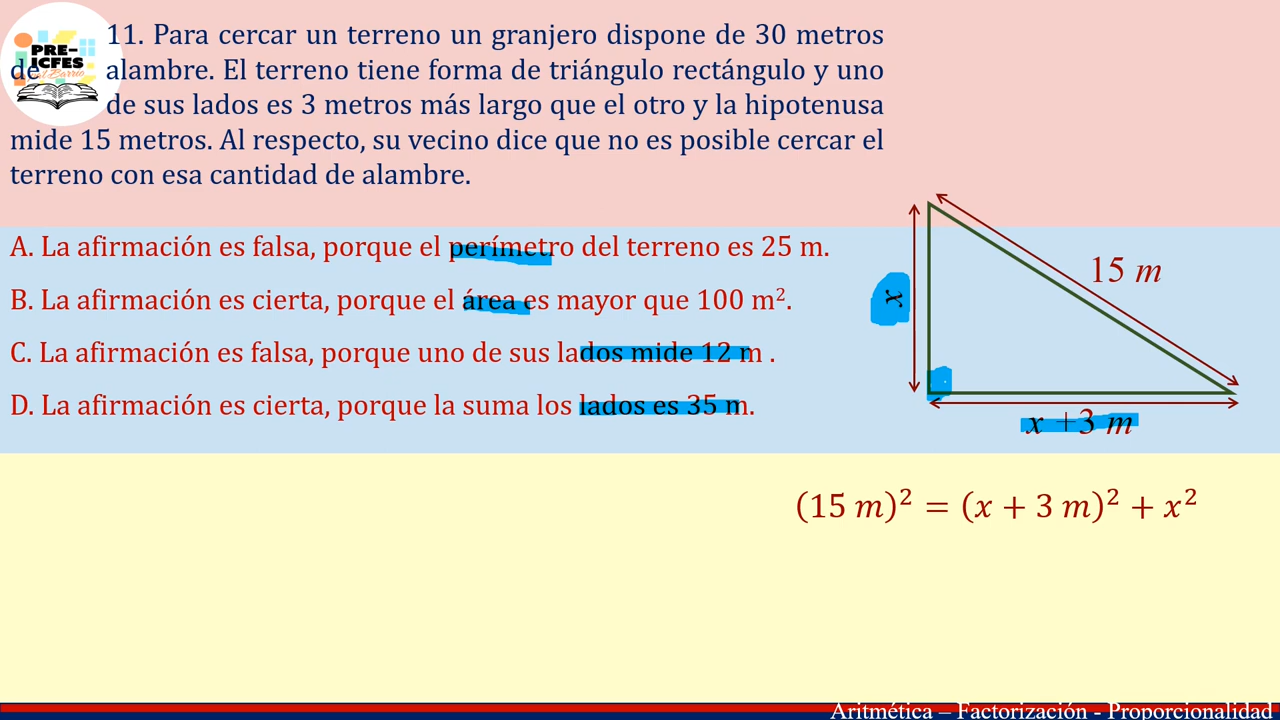 PRE-
ICFES
al Barrio
11. Para cercar un terreno un granjero dispone de 30 metros
de alambre. El terreno tiene forma de triángulo rectángulo y uno
de sus lados es 3 metros más largo que el otro y la hipotenusa
mide 15 metros. Al respecto, su vecino dice que no es posible cercar el
terreno con esa cantidad de alambre.
A. La afirmación es falsa, porque el perímetro del terreno es 25 m.
B. La afirmación es cierta, porque el área es mayor que 100 m².
C. La afirmación es falsa, porque uno de sus lados mide 12 m .
D. La afirmación es cierta, porque la suma los lados es 35 m.
15 m
x
x +3 m
(15 m)² = (x + 3 m)² + x²
Aritmética – Factorización - Proporcionalidad